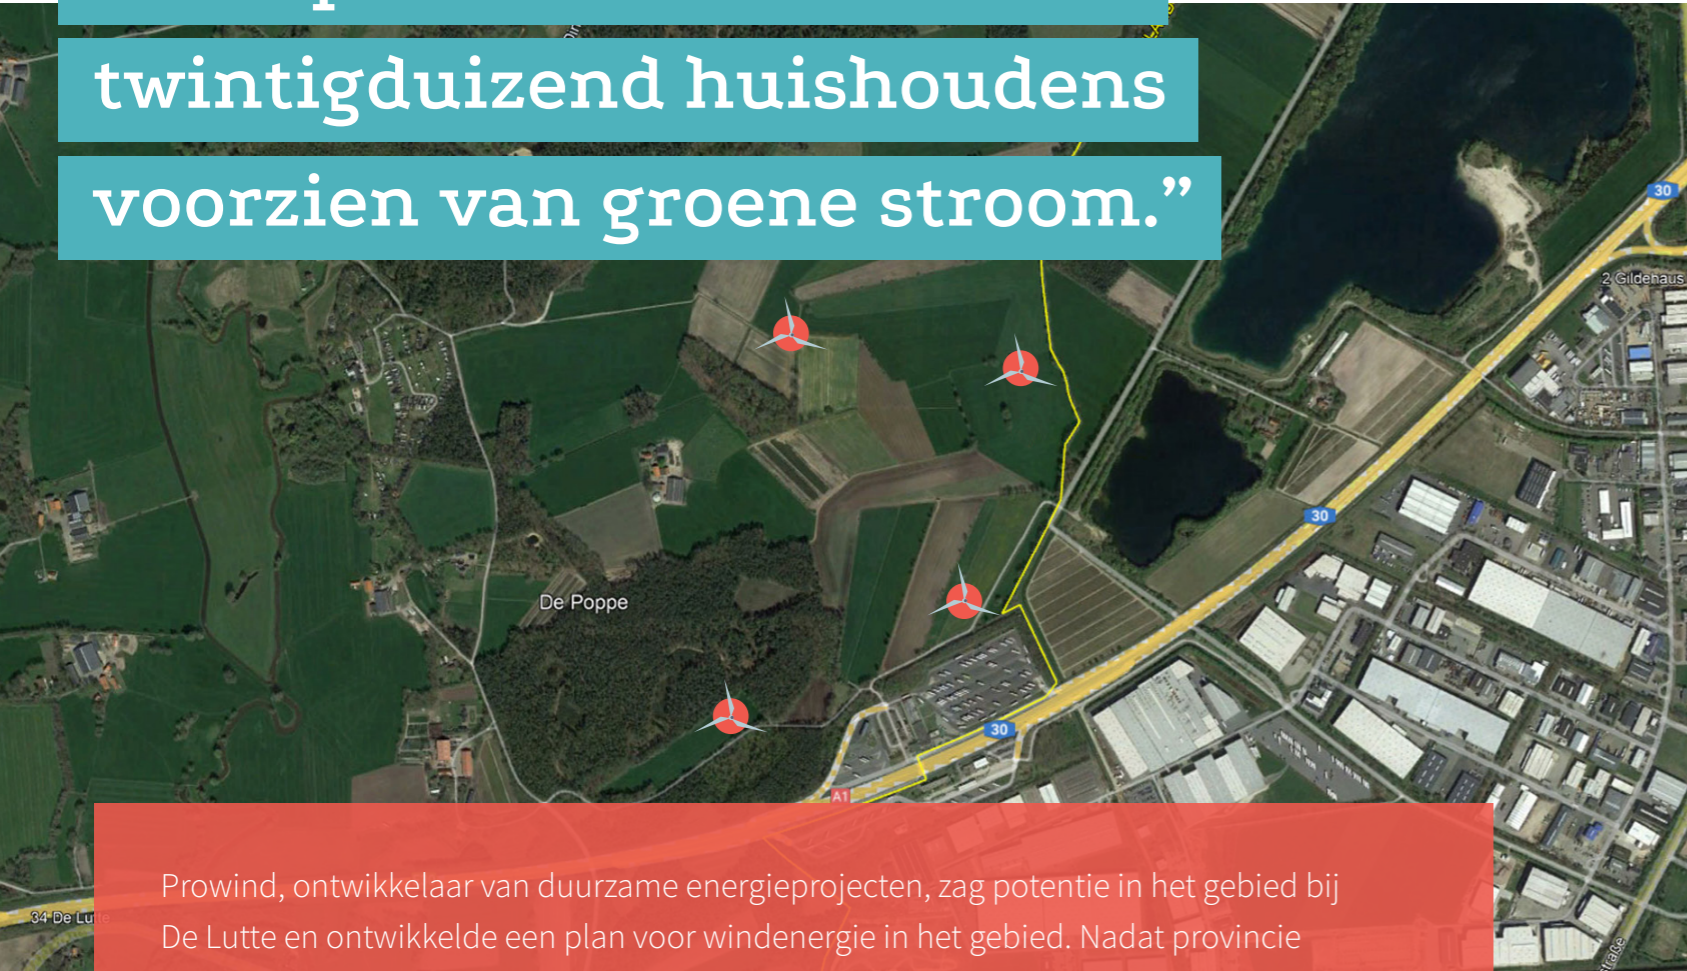 twintigduizend huishoudens
voorzien van groene stroom.”
30
2 Gildehaus
30
De Poppe
30
A1
Prowind, ontwikkelaar van duurzame energieprojecten, zag potentie in het gebied bij
34 De Lutte
De Lutte en ontwikkelde een plan voor windenergie in het gebied. Nadat provincie